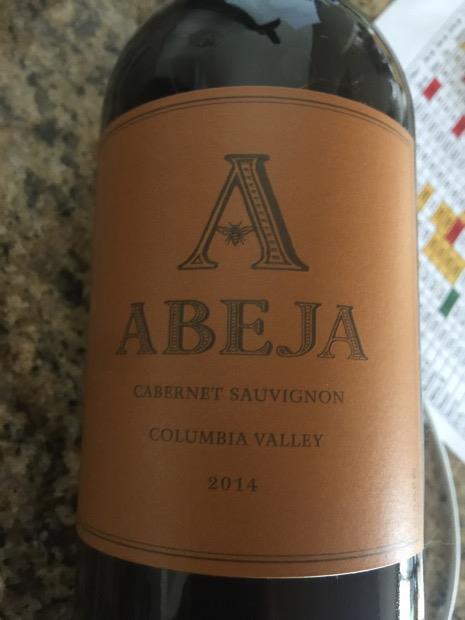 A
ABEJA
CABERNET SAUVIGNON
COLUMBIA VALLEY
2014